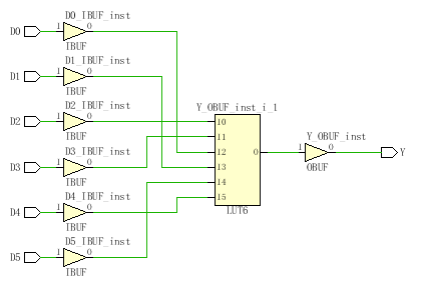 D0_IBUF_inst
D0 1 0
IBUF
D1_IBUF_inst
D1 1 0
IBUF
D2_IBUF_inst
D2 1 0
IBUF
D3_IBUF_inst
D3 1 0
IBUF
D4_IBUF_inst
D4 1 0
IBUF
D5_IBUF_inst
D5 1 0
IBUF
Y_OBUF_inst_i_1
I0
I1
I2 O
I3
I4
I5
LUT6
Y_OBUF_inst
1 0 Y
OBUF